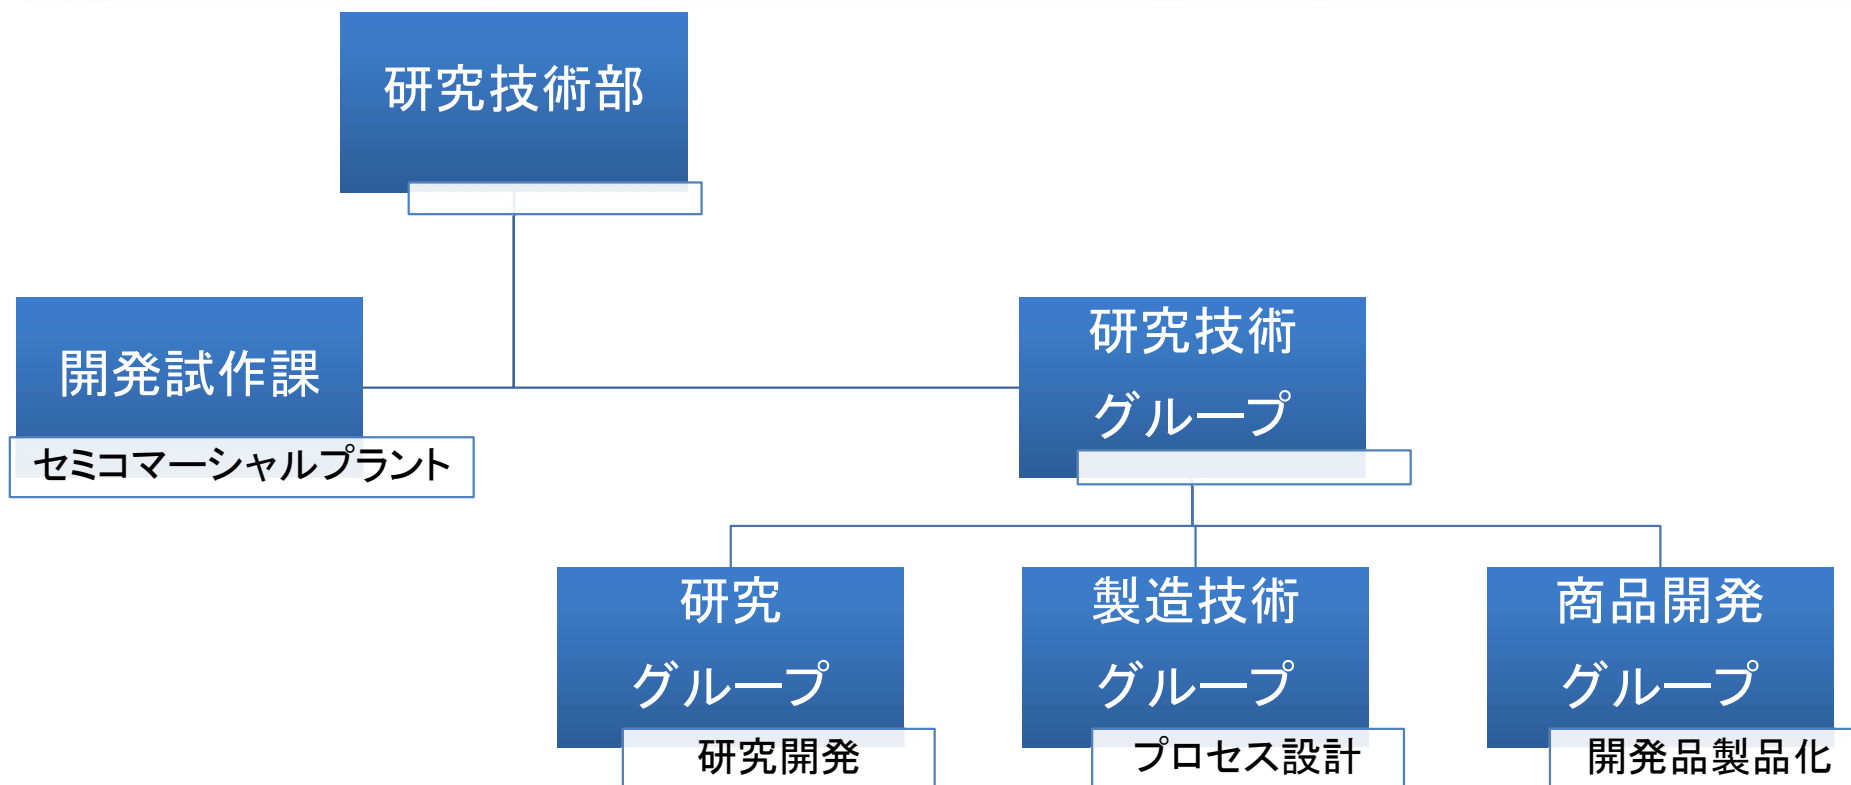 研究技術部
開発試作課
セミコマーシャルプラント
研究技術
グループ
研究
グループ
研究開発
製造技術
グループ
プロセス設計
商品開発
グループ
開発品製品化